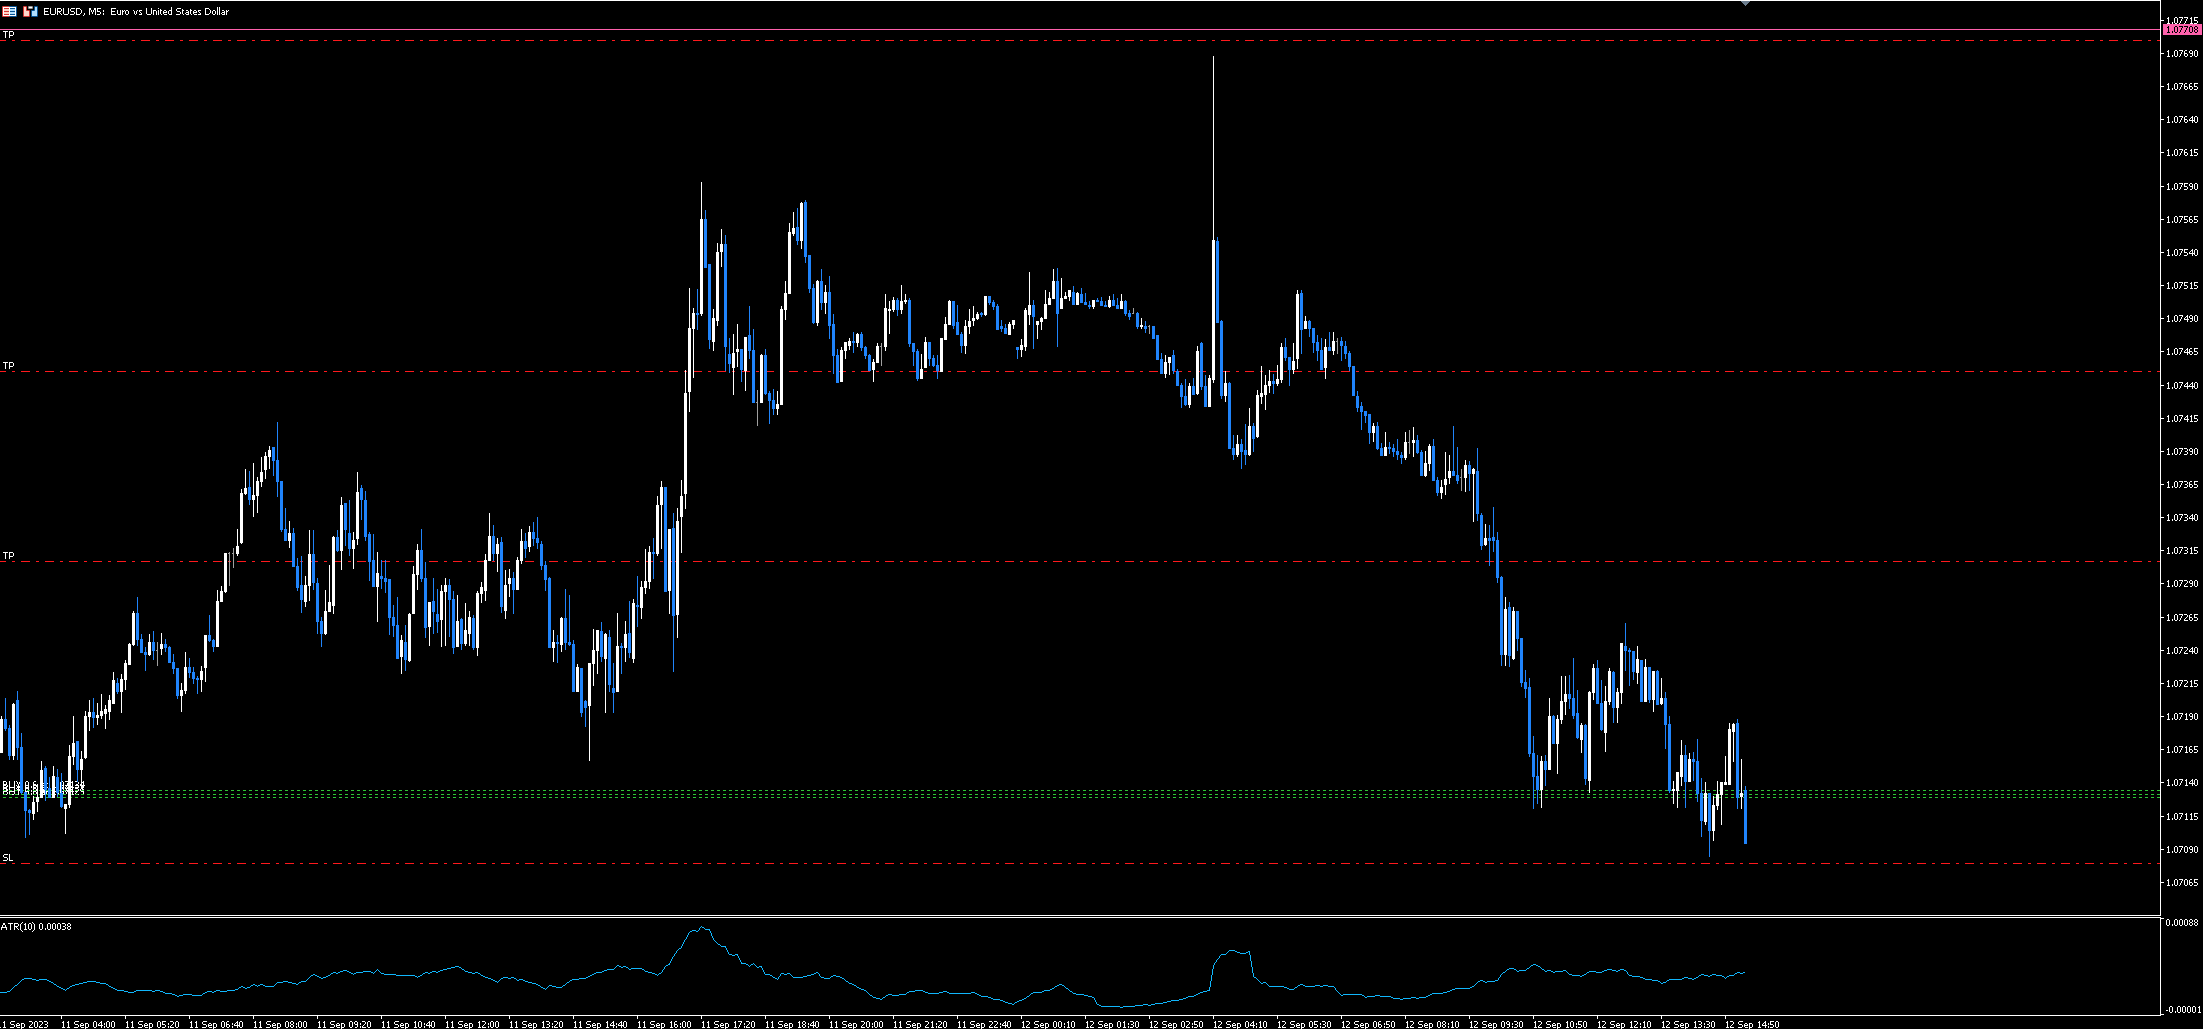 EURUSD, M5: Euro vs United States Dollar
TP
TP
TP
SL
1.07715
1.07708
1.07690
1.07665
1.07640
1.07615
1.07590
1.07565
1.07540
1.07515
1.07490
1.07465
1.07440
1.07415
1.07390
1.07365
1.07340
1.07315
1.07290
1.07265
1.07240
1.07215
1.07190
1.07165
1.07140
1.07115
1.07090
1.07065
ATR(10) 0.00038
0.00088
-0.00001
11 Sep 2023
11 Sep 04:00
11 Sep 05:20
11 Sep 06:40
11 Sep 08:00
11 Sep 09:20
11 Sep 10:40
11 Sep 12:00
11 Sep 13:20
11 Sep 14:40
11 Sep 16:00
11 Sep 17:20
11 Sep 18:40
11 Sep 20:00
11 Sep 21:20
11 Sep 22:40
12 Sep 00:10
12 Sep 01:30
12 Sep 02:50
12 Sep 04:10
12 Sep 05:30
12 Sep 06:50
12 Sep 08:10
12 Sep 09:30
12 Sep 10:50
12 Sep 12:10
12 Sep 13:30
12 Sep 14:50